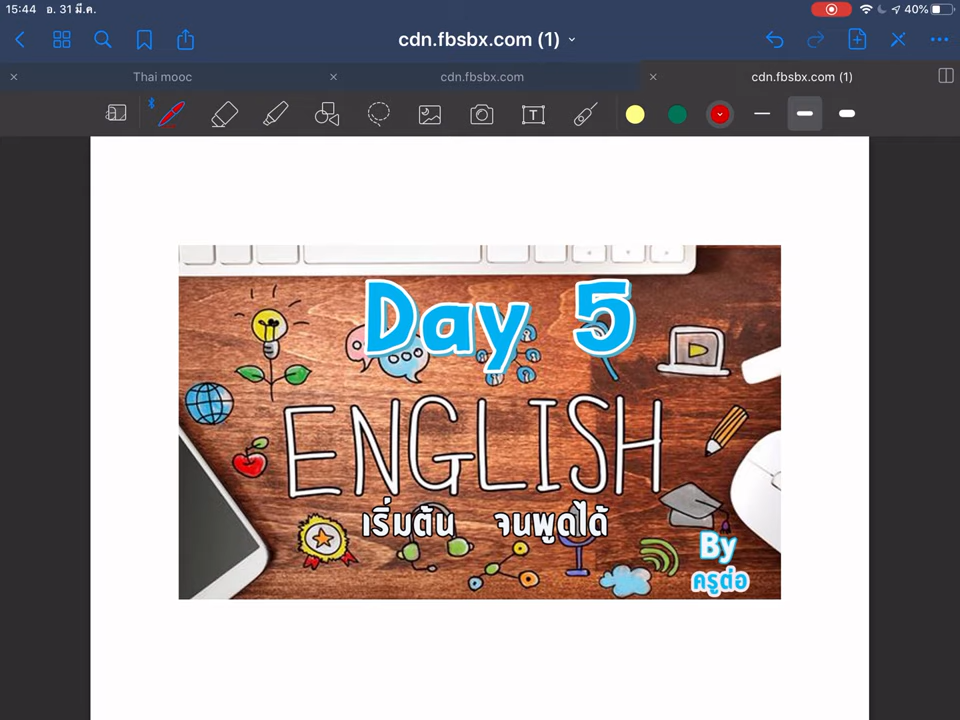 15:44 อ. 31 มี.ค.
40%
cdn.fbsbx.com (1)
Thai mooc
cdn.fbsbx.com
cdn.fbsbx.com (1)
T
Day 5
ENGLISH
เริ่มต้น จนพูดได้
By
ครูต่อ